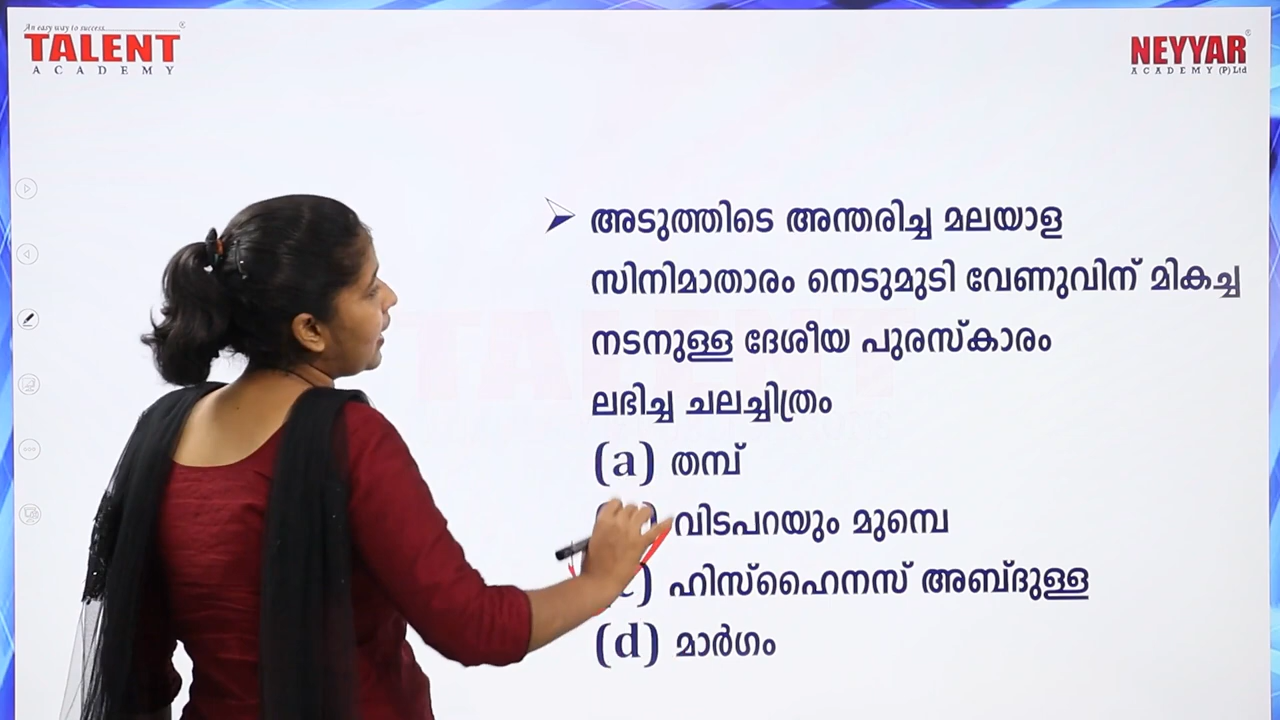 An easy way to success
TALENT
ACADEMY
NEYYAR
ACADEMY (P) Ltd
➢ അടുത്തിടെ അന്തരിച്ച മലയാള
സിനിമാതാരം നെടുമുടി വേണുവിന് മികച്ച
നടനുള്ള ദേശീയ പുരസ്കാരം
ലഭിച്ച ചലച്ചിത്രം
(a) തമ്പ്
വിടപറയും മുമ്പെ
) ഹിസ്ഹൈനസ് അബ്ദുള്ള
(d) മാർഗം